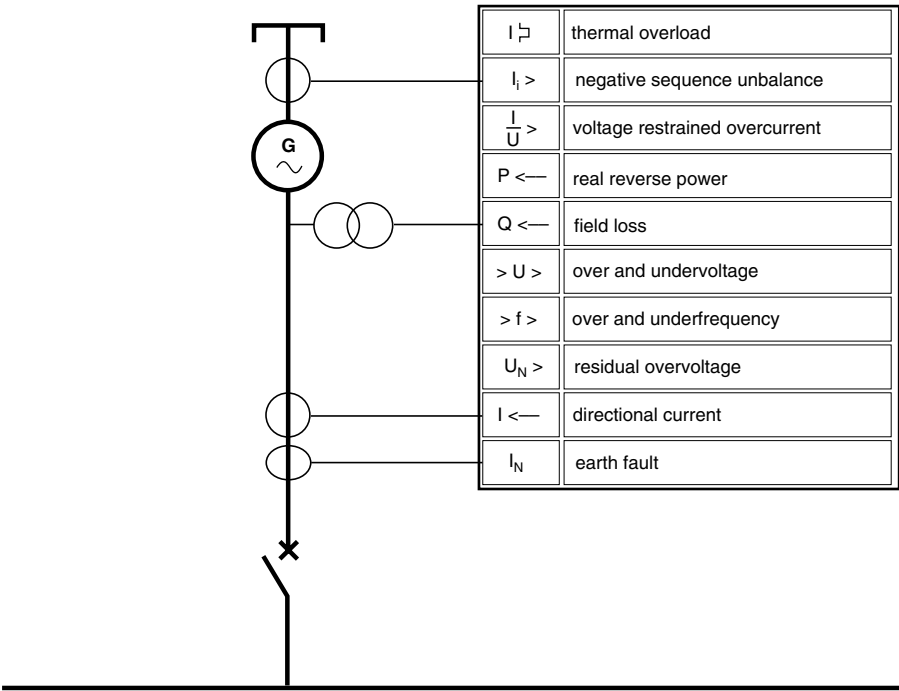 I thermal overload
I_i > negative sequence unbalance
I/U > voltage restrained overcurrent
P <— real reverse power
G
Q <— field loss
> U > over and undervoltage
> f > over and underfrequency
U_N > residual overvoltage
I <— directional current
I_N earth fault